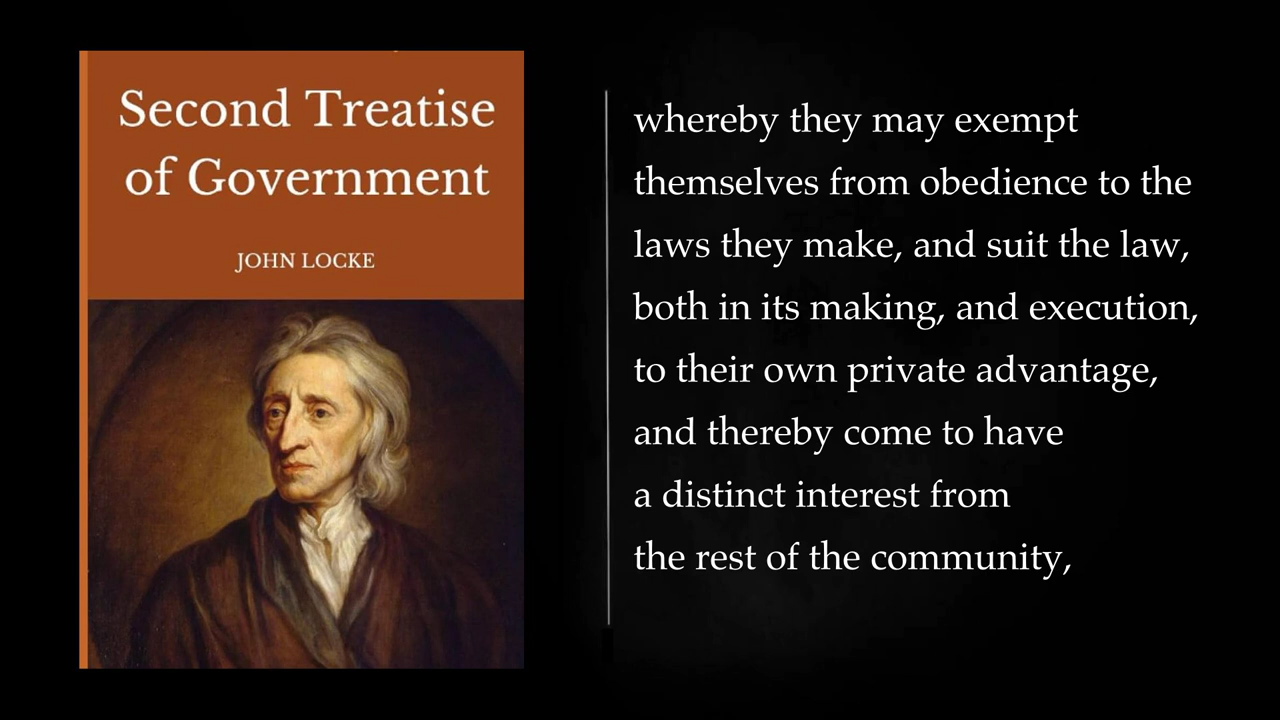 Second Treatise
of Government
JOHN LOCKE
whereby they may exempt
themselves from obedience to the
laws they make, and suit the law,
both in its making, and execution,
to their own private advantage,
and thereby come to have
a distinct interest from
the rest of the community,